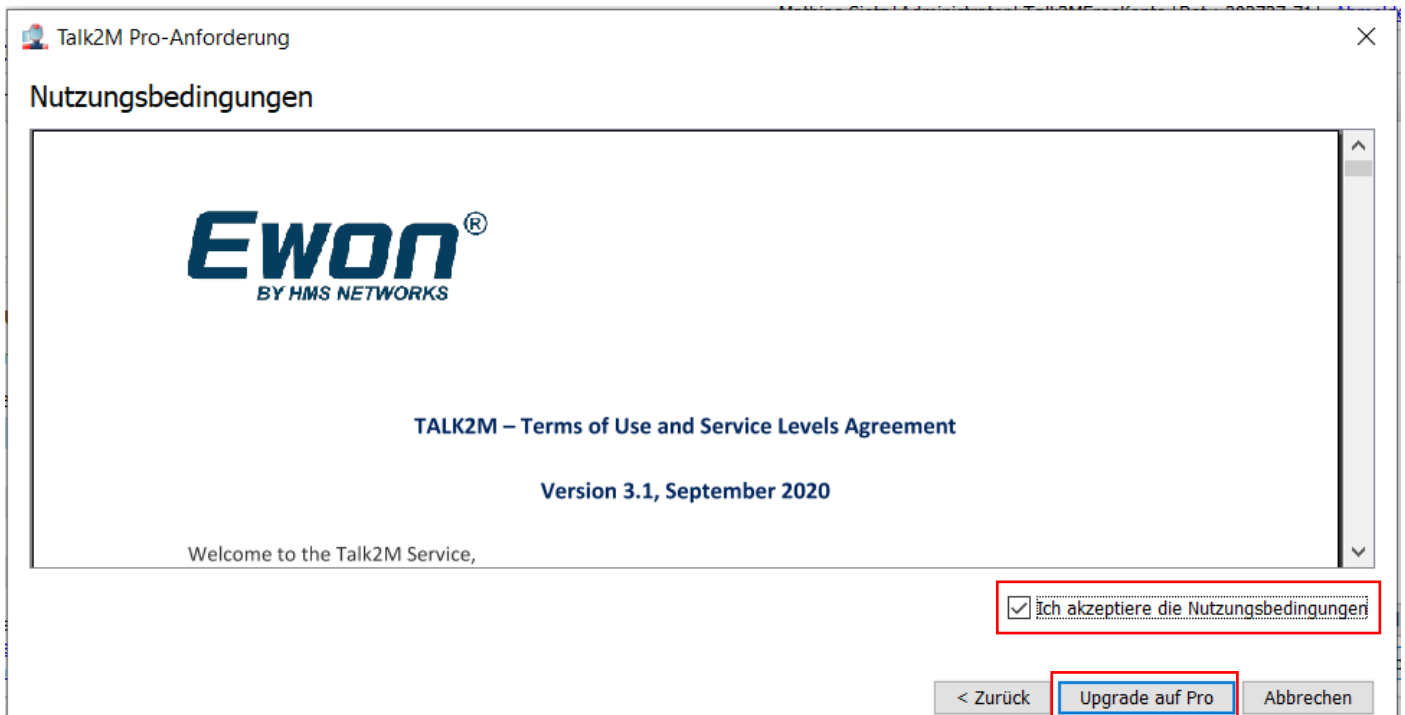 Talk2M Pro-Anforderung
Nutzungsbedingungen
Ewon®
BY HMS NETWORKS
TALK2M – Terms of Use and Service Levels Agreement
Version 3.1, September 2020
Welcome to the Talk2M Service,
Ich akzeptiere die Nutzungsbedingungen
< Zurück Upgrade auf Pro Abbrechen